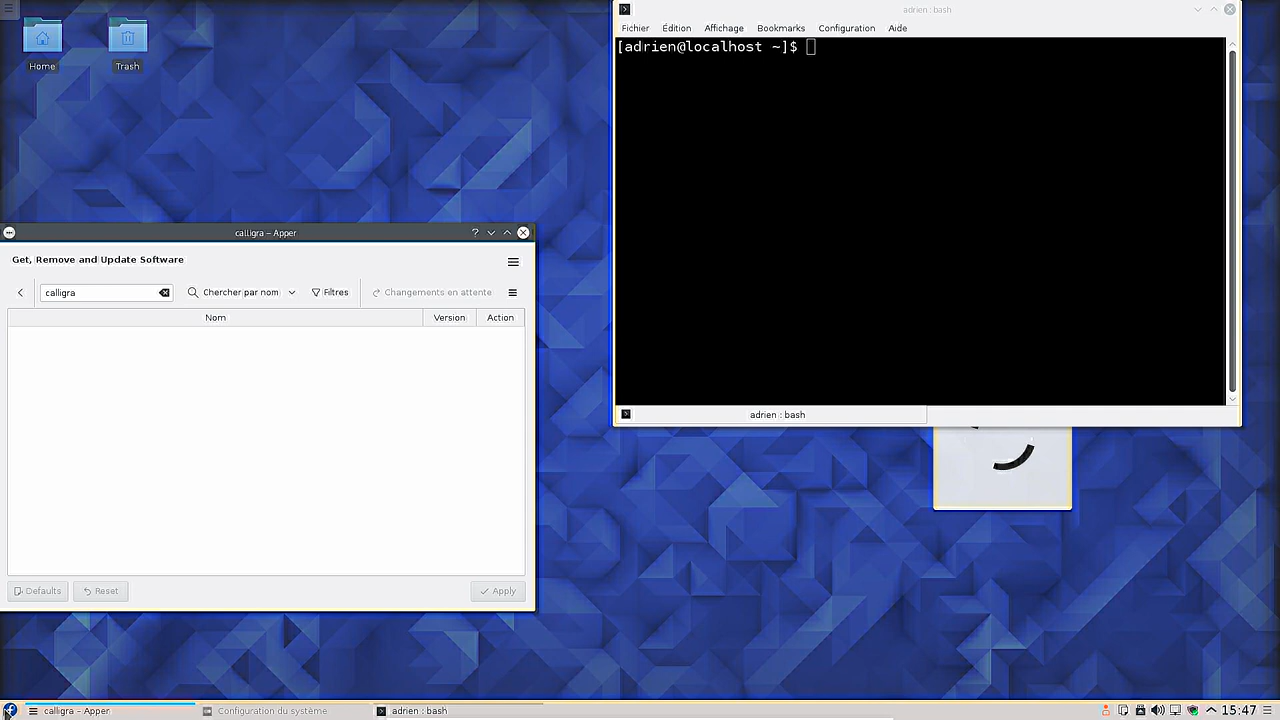 Home
Trash
adrien : bash
Fichier Édition Affichage Bookmarks Configuration Aide
[adrien@localhost ~]$
adrien : bash
calligra – Apper
Get, Remove and Update Software
calligra
Chercher par nom
Filtres
Changements en attente
Nom Version Action
Defaults Reset Apply
calligra – Apper
Configuration du système
adrien : bash
15:47